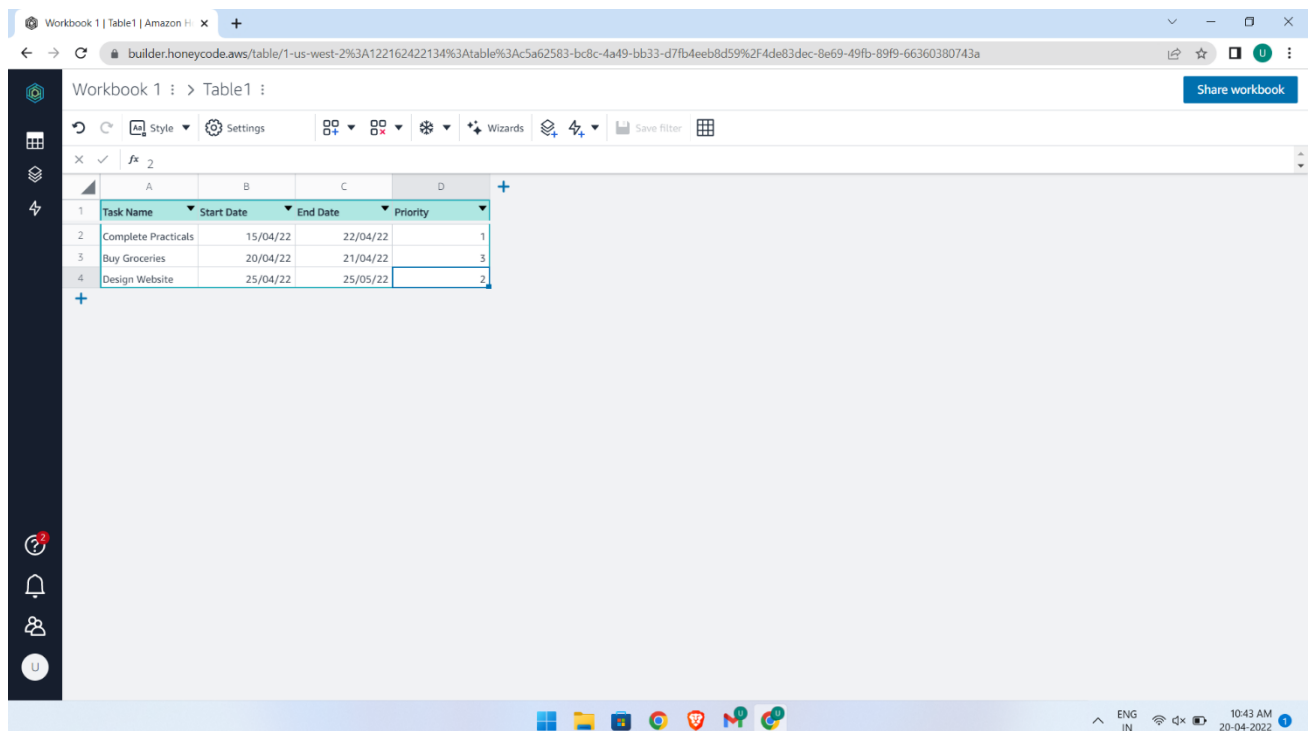 Workbook 1 | Table1 | Amazon H
builder.honeycode.aws/table/1-us-west-2%3A122162422134%3Atable%3Ac5a62583-bc8c-4a49-bb33-d7fb4eeb8d59%2F4de83dec-8e69-49fb-89f9-66360380743a
U
Workbook 1 > Table1
Share workbook
Aa Style Settings Wizards Save filter
fx 2
A B C D
1 Task Name Start Date End Date Priority
2 Complete Practicals 15/04/22 22/04/22 1
3 Buy Groceries 20/04/22 21/04/22 3
4 Design Website 25/04/22 25/05/22 2
2
U
ENG 10:43 AM
IN 20-04-2022 1